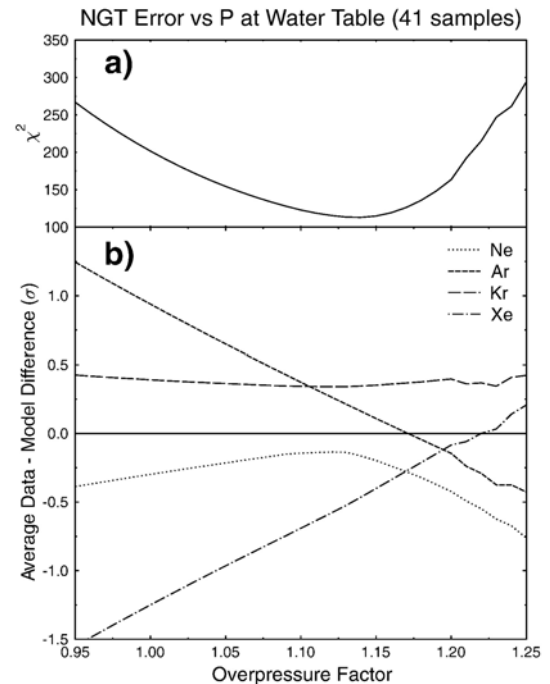 NGT Error vs P at Water Table (41 samples)
a)
350
300
250
200
150
100
χ²
b)
Ne
Ar
Kr
Xe
1.0
0.5
0.0
-0.5
-1.0
-1.5
Average Data - Model Difference (σ)
0.95 1.00 1.05 1.10 1.15 1.20 1.25
Overpressure Factor